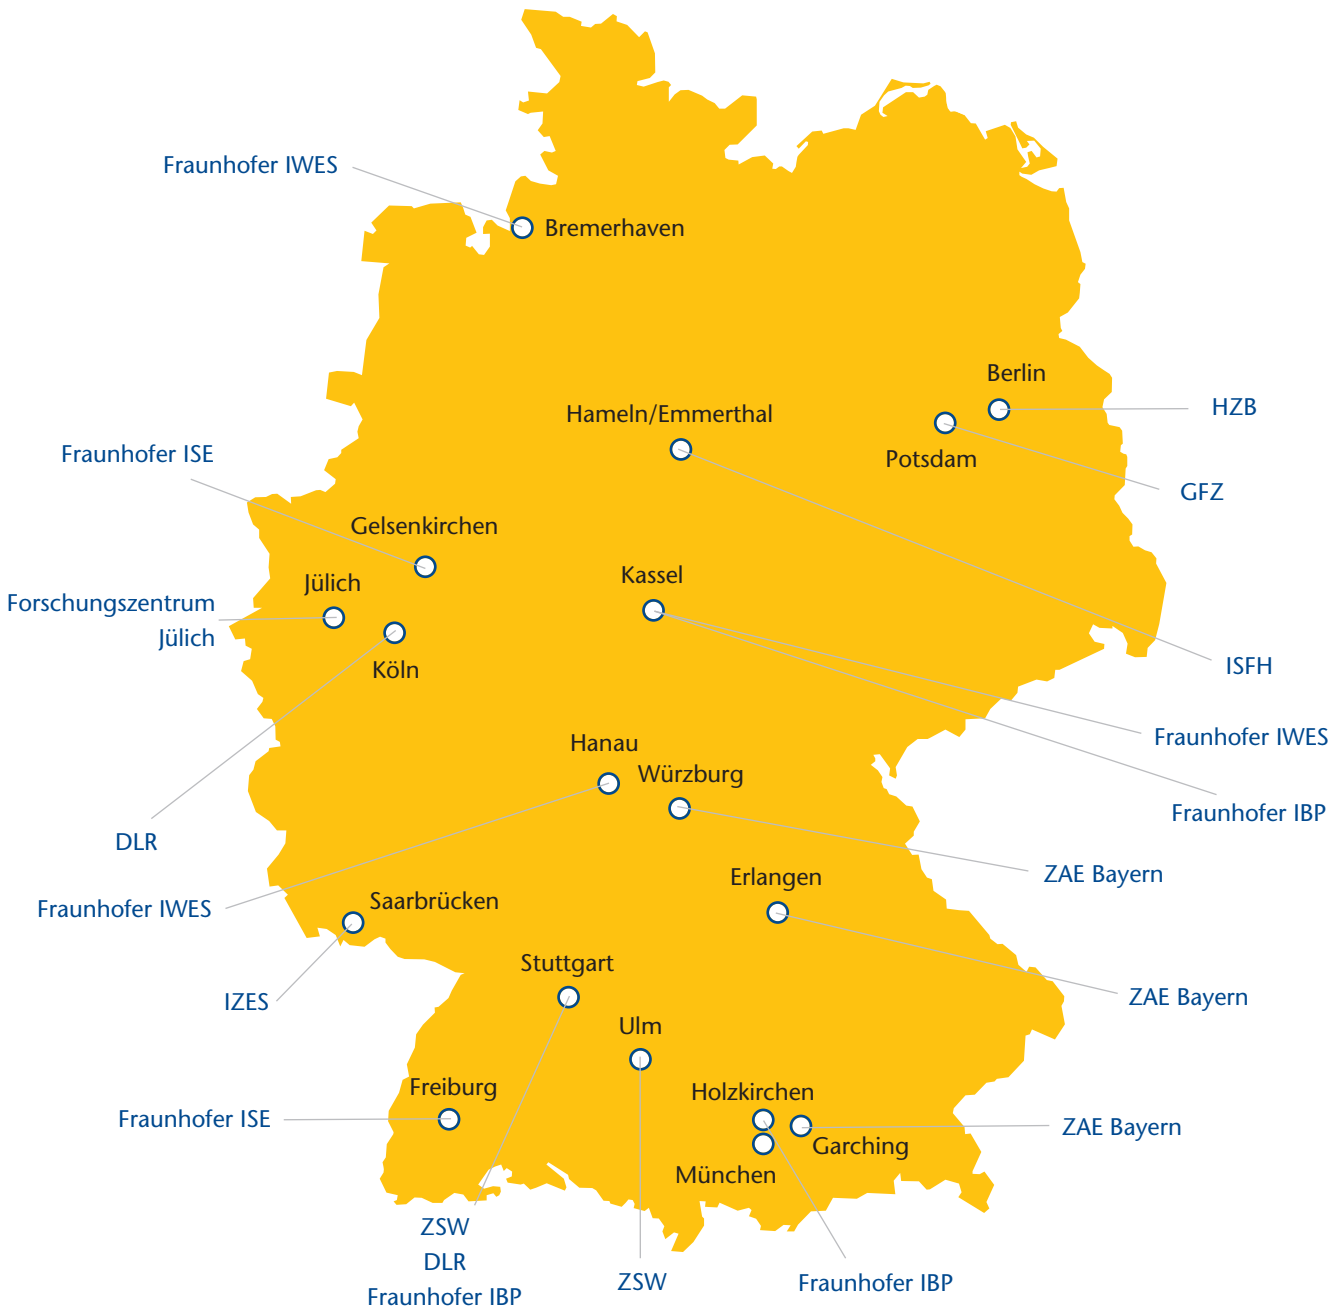 Fraunhofer IWES
Bremerhaven
Berlin
HZB
Hameln/Emmerthal
Fraunhofer ISE
Potsdam
GFZ
Gelsenkirchen
Jülich
Kassel
Forschungszentrum
Jülich
Köln
ISFH
Fraunhofer IWES
Hanau
Würzburg
Fraunhofer IBP
DLR
ZAE Bayern
Erlangen
Fraunhofer IWES
Saarbrücken
Stuttgart
ZAE Bayern
IZES
Ulm
Freiburg
Holzkirchen
Fraunhofer ISE
ZAE Bayern
Garching
München
ZSW
DLR
Fraunhofer IBP
ZSW
Fraunhofer IBP